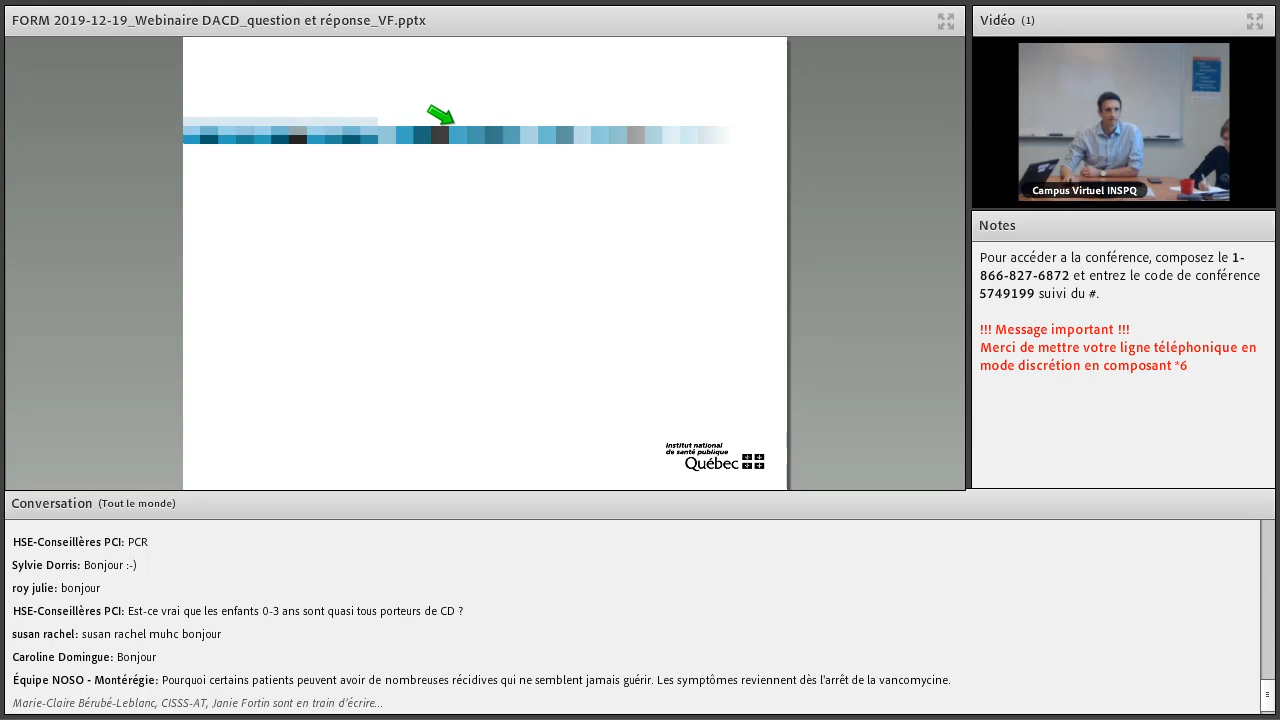 FORM 2019-12-19_Webinaire DACD_question et réponse_VF.pptx
Institut national
de santé publique
Québec
Vidéo (1)
Campus Virtuel INSPQ
Notes
Pour accéder a la conférence, composez le 1-
866-827-6872 et entrez le code de conférence
5749199 suivi du #.
!!! Message important !!!
Merci de mettre votre ligne téléphonique en
mode discrétion en composant *6
Conversation (Tout le monde)
HSE-Conseillères PCI: PCR
Sylvie Dorris: Bonjour :-)
roy julie: bonjour
HSE-Conseillères PCI: Est-ce vrai que les enfants 0-3 ans sont quasi tous porteurs de CD ?
susan rachel: susan rachel muhc bonjour
Caroline Domingue: Bonjour
Équipe NOSO - Montérégie: Pourquoi certains patients peuvent avoir de nombreuses récidives qui ne semblent jamais guérir. Les symptômes reviennent dès l'arrêt de la vancomycine.
Marie-Claire Bérubé-Leblanc, CISSS-AT, Janie Fortin sont en train d'écrire...